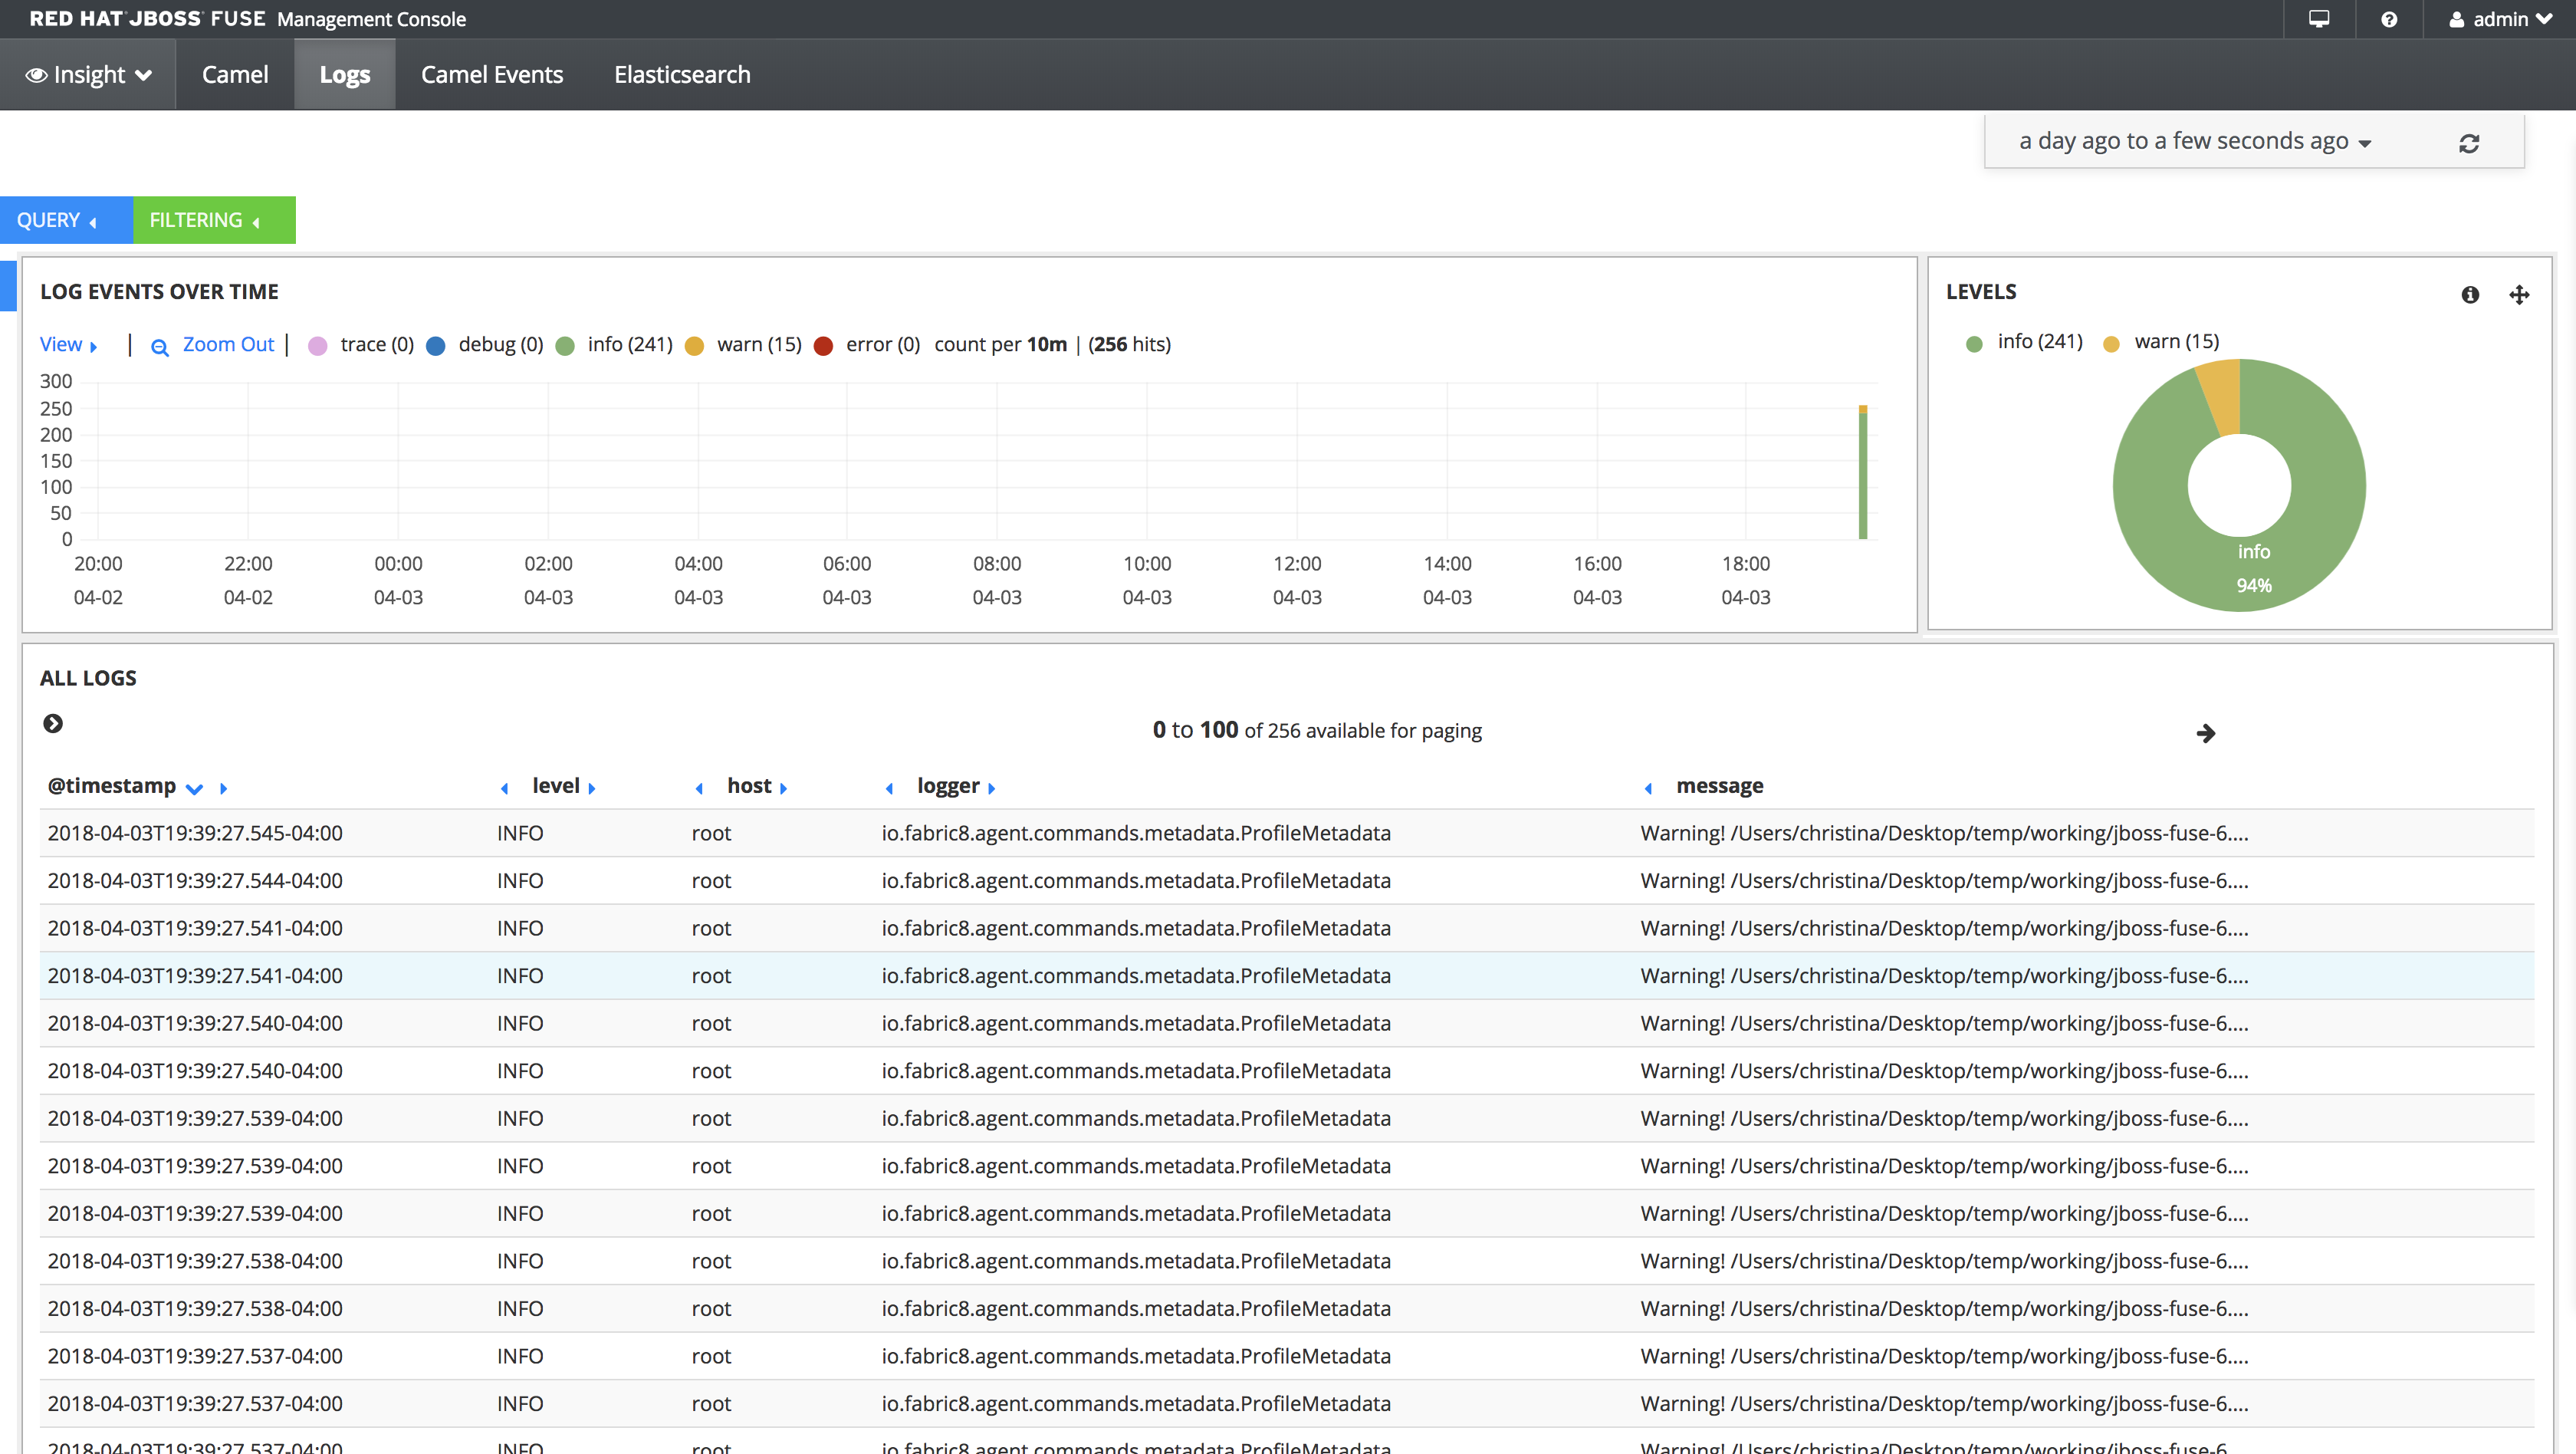 RED HAT JBOSS FUSE Management Console
admin
Insight Camel Logs Camel Events Elasticsearch
a day ago to a few seconds ago
QUERY FILTERING
LOG EVENTS OVER TIME
View | Zoom Out | trace (0) debug (0) info (241) warn (15) error (0) count per 10m | (256 hits)
300
250
200
150
100
50
0
20:00 22:00 00:00 02:00 04:00 06:00 08:00 10:00 12:00 14:00 16:00 18:00
04-02 04-02 04-03 04-03 04-03 04-03 04-03 04-03 04-03 04-03 04-03 04-03
LEVELS
info (241) warn (15)
info
94%
ALL LOGS
0 to 100 of 256 available for paging
@timestamp level host logger message
2018-04-03T19:39:27.545-04:00 INFO root io.fabric8.agent.commands.metadata.ProfileMetadata Warning! /Users/christina/Desktop/temp/working/jboss-fuse-6....
2018-04-03T19:39:27.544-04:00 INFO root io.fabric8.agent.commands.metadata.ProfileMetadata Warning! /Users/christina/Desktop/temp/working/jboss-fuse-6....
2018-04-03T19:39:27.541-04:00 INFO root io.fabric8.agent.commands.metadata.ProfileMetadata Warning! /Users/christina/Desktop/temp/working/jboss-fuse-6....
2018-04-03T19:39:27.541-04:00 INFO root io.fabric8.agent.commands.metadata.ProfileMetadata Warning! /Users/christina/Desktop/temp/working/jboss-fuse-6....
2018-04-03T19:39:27.540-04:00 INFO root io.fabric8.agent.commands.metadata.ProfileMetadata Warning! /Users/christina/Desktop/temp/working/jboss-fuse-6....
2018-04-03T19:39:27.540-04:00 INFO root io.fabric8.agent.commands.metadata.ProfileMetadata Warning! /Users/christina/Desktop/temp/working/jboss-fuse-6....
2018-04-03T19:39:27.539-04:00 INFO root io.fabric8.agent.commands.metadata.ProfileMetadata Warning! /Users/christina/Desktop/temp/working/jboss-fuse-6....
2018-04-03T19:39:27.539-04:00 INFO root io.fabric8.agent.commands.metadata.ProfileMetadata Warning! /Users/christina/Desktop/temp/working/jboss-fuse-6....
2018-04-03T19:39:27.539-04:00 INFO root io.fabric8.agent.commands.metadata.ProfileMetadata Warning! /Users/christina/Desktop/temp/working/jboss-fuse-6....
2018-04-03T19:39:27.538-04:00 INFO root io.fabric8.agent.commands.metadata.ProfileMetadata Warning! /Users/christina/Desktop/temp/working/jboss-fuse-6....
2018-04-03T19:39:27.538-04:00 INFO root io.fabric8.agent.commands.metadata.ProfileMetadata Warning! /Users/christina/Desktop/temp/working/jboss-fuse-6....
2018-04-03T19:39:27.537-04:00 INFO root io.fabric8.agent.commands.metadata.ProfileMetadata Warning! /Users/christina/Desktop/temp/working/jboss-fuse-6....
2018-04-03T19:39:27.537-04:00 INFO root io.fabric8.agent.commands.metadata.ProfileMetadata Warning! /Users/christina/Desktop/temp/working/jboss-fuse-6....
2018-04-03T19:39:27.537-04:00 INFO root io.fabric8.agent.commands.metadata.ProfileMetadata Warning! /Users/christina/Desktop/temp/working/jboss-fuse-6....